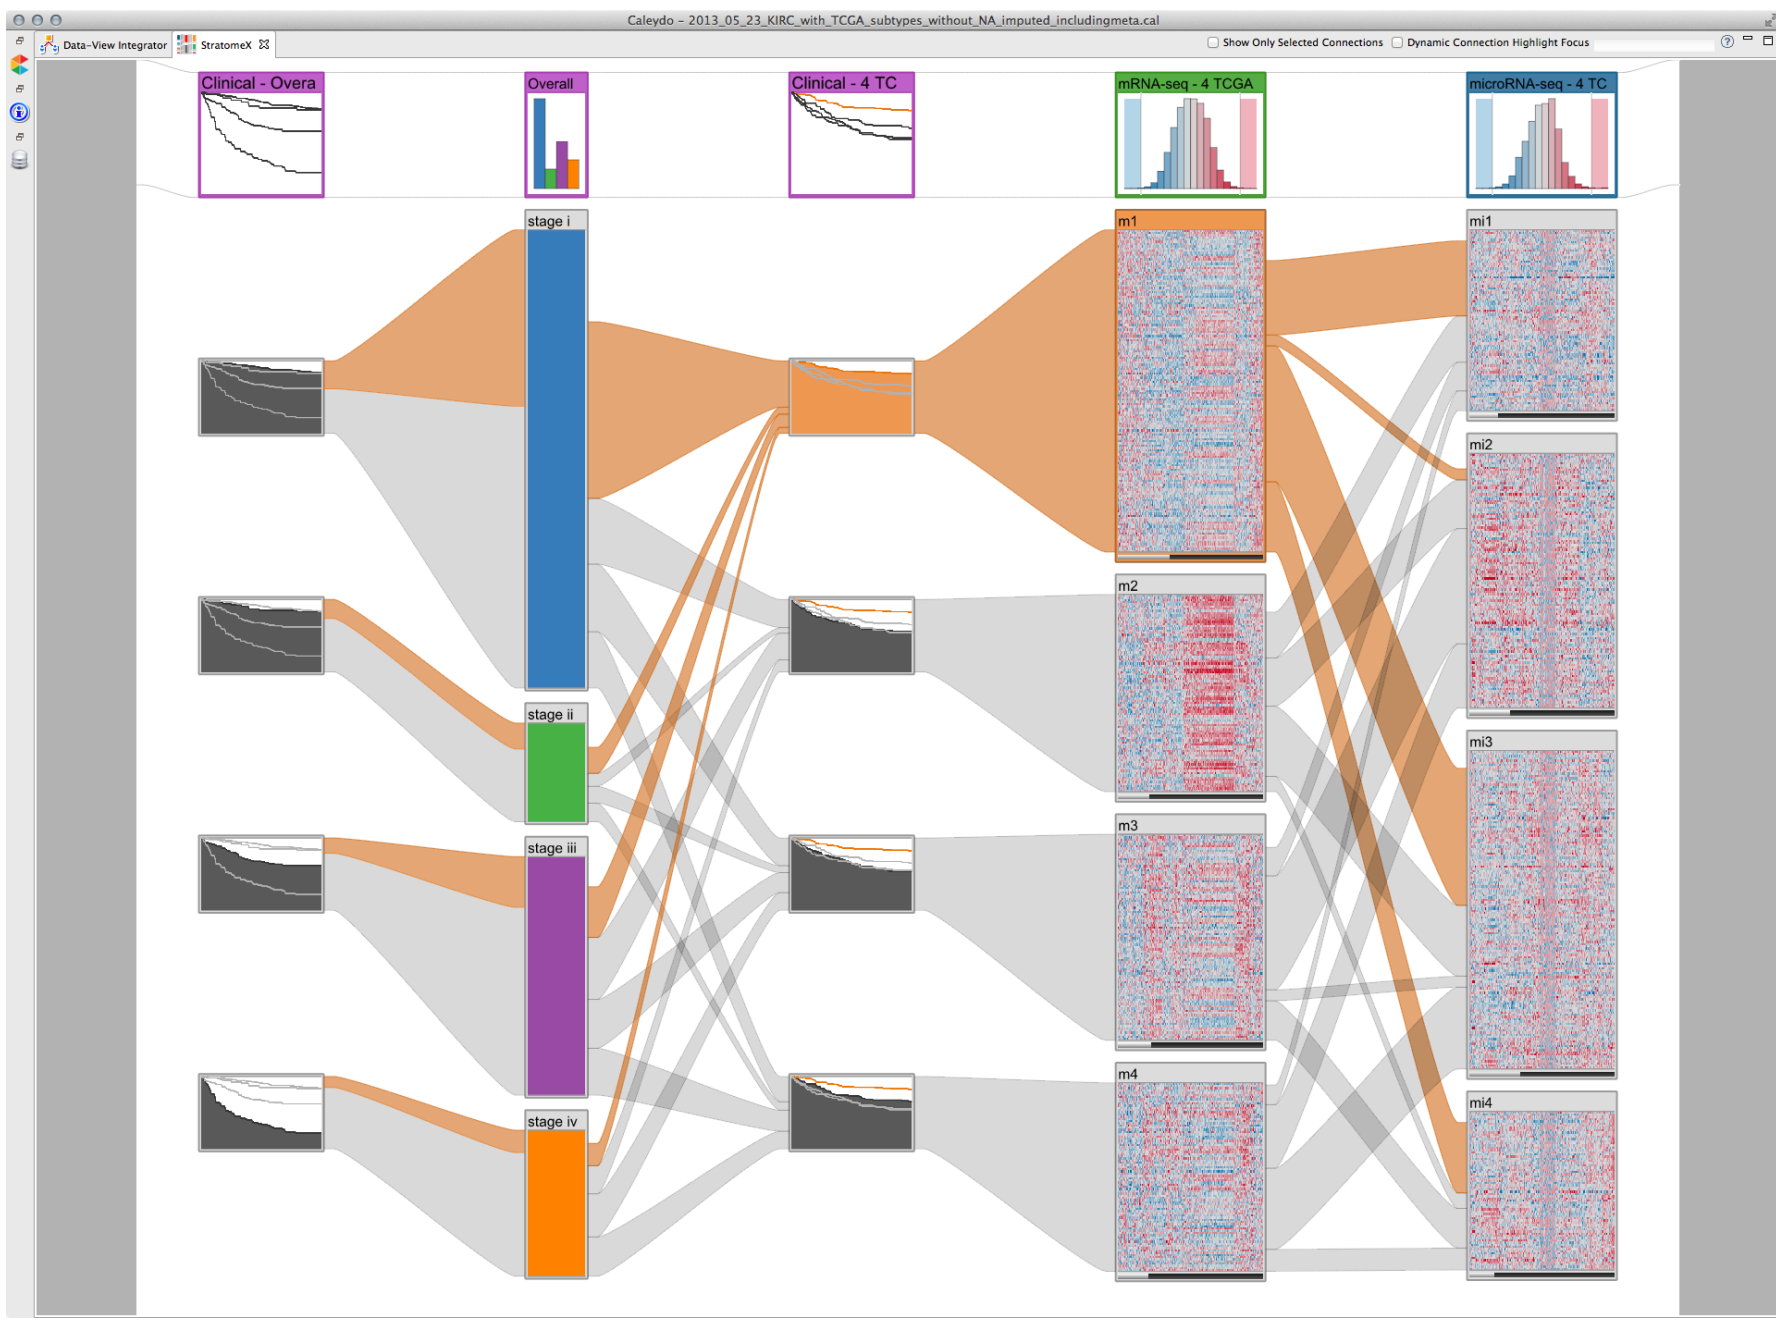 Caleydo – 2013_05_23_KIRC_with_TCGA_subtypes_without_NA_imputed_includingmeta.cal
Data-View Integrator StratomeX Show Only Selected Connections Dynamic Connection Highlight Focus
Clinical - Overa Overall Clinical - 4 TC mRNA-seq - 4 TCGA microRNA-seq - 4 TC
stage i m1 mi1
mi2
m2
stage ii mi3
m3
stage iii
m4
mi4
stage iv